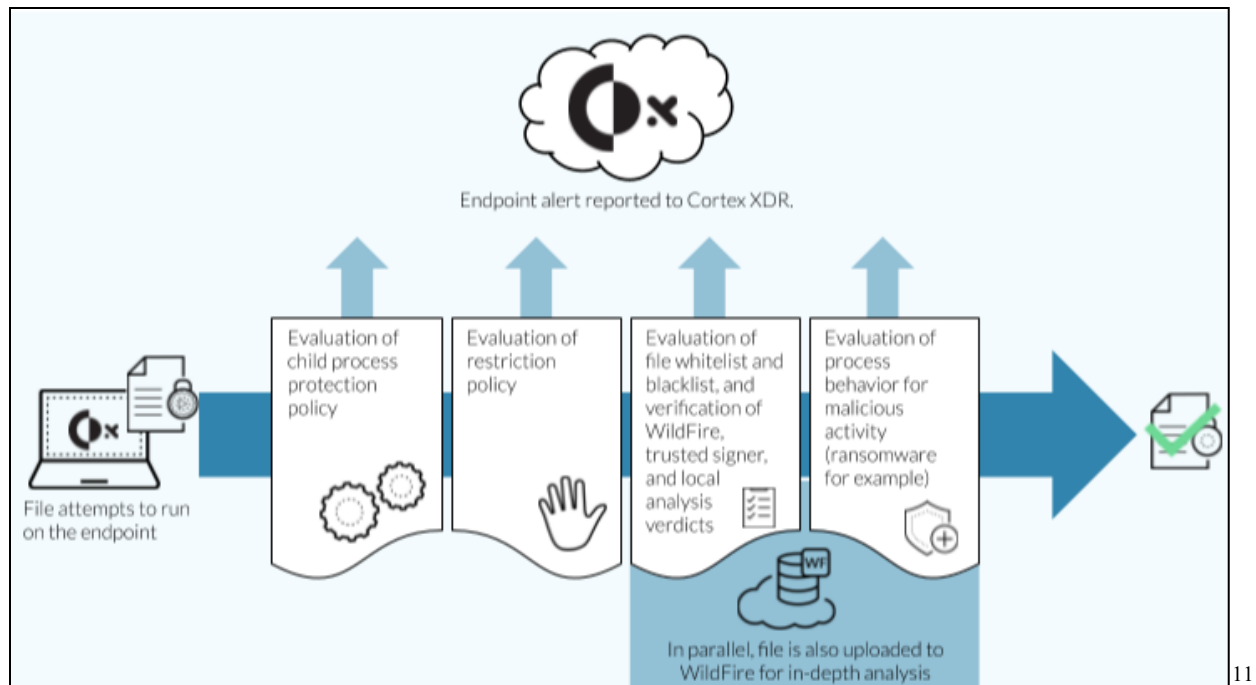 Endpoint alert reported to Cortex XDR.
Evaluation of
child process
protection
policy
Evaluation of
restriction
policy
Evaluation of
file whitelist and
blacklist, and
verification of
WildFire,
trusted signer,
and local
analysis
verdicts
Evaluation of
process
behavior for
malicious
activity
(ransomware
for example)
File attempts to run
on the endpoint
WF
In parallel, file is also uploaded to
WildFire for in-depth analysis
11